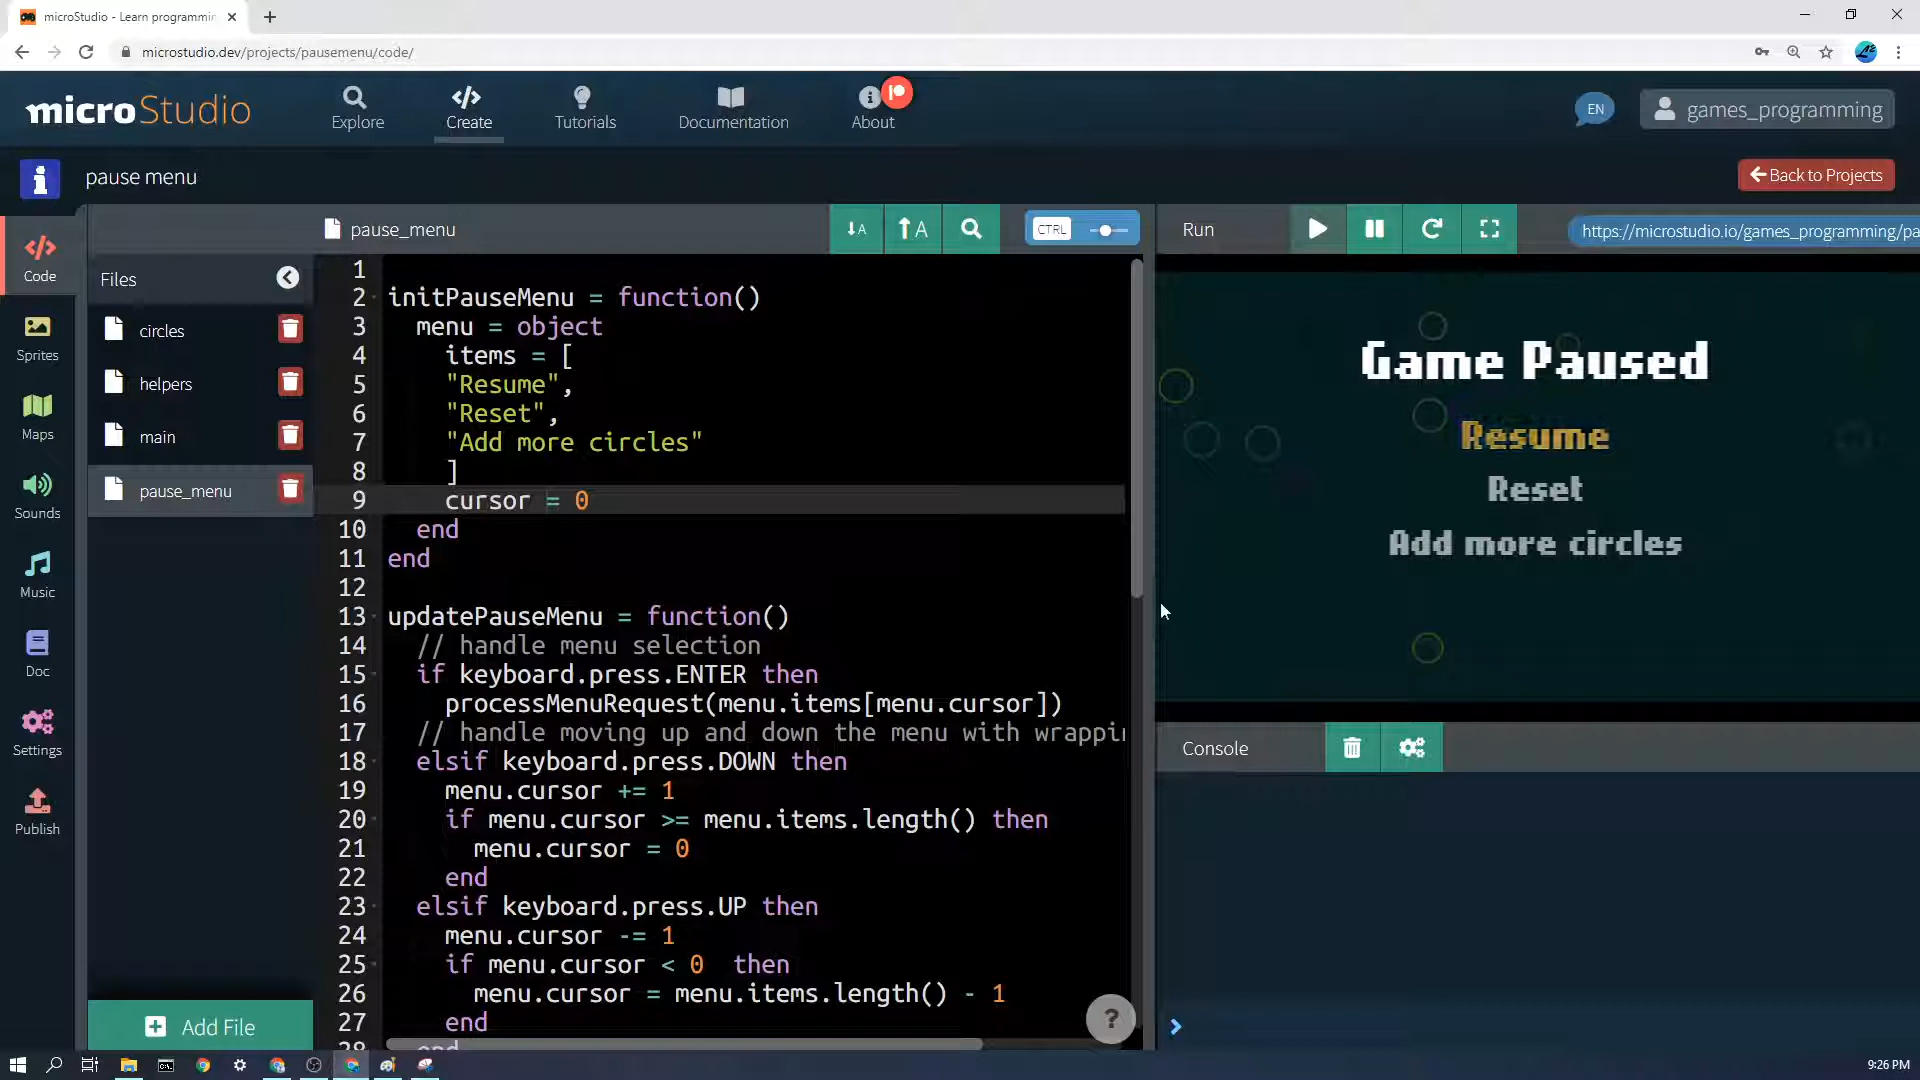 microStudio - Learn programmin
microstudio.dev/projects/pausemenu/code/
microStudio
Explore
Create
Tutorials
Documentation
About
EN
games_programming
pause menu
Back to Projects
Code
Sprites
Maps
Sounds
Music
Doc
Settings
Publish
Files
circles
helpers
main
pause_menu
Add File
pause_menu
↓A
↑A
CTRL
Run
https://microstudio.io/games_programming/pa
1
2 initPauseMenu = function()
3 menu = object
4 items = [
5 "Resume",
6 "Reset",
7 "Add more circles"
8 ]
9 cursor = 0
10 end
11 end
12
13 updatePauseMenu = function()
14 // handle menu selection
15 if keyboard.press.ENTER then
16 processMenuRequest(menu.items[menu.cursor])
17 // handle moving up and down the menu with wrappin
18 elsif keyboard.press.DOWN then
19 menu.cursor += 1
20 if menu.cursor >= menu.items.length() then
21 menu.cursor = 0
22 end
23 elsif keyboard.press.UP then
24 menu.cursor -= 1
25 if menu.cursor < 0 then
26 menu.cursor = menu.items.length() - 1
27 end
28 end
?
Game Paused
Resume
Reset
Add more circles
Console
9:26 PM